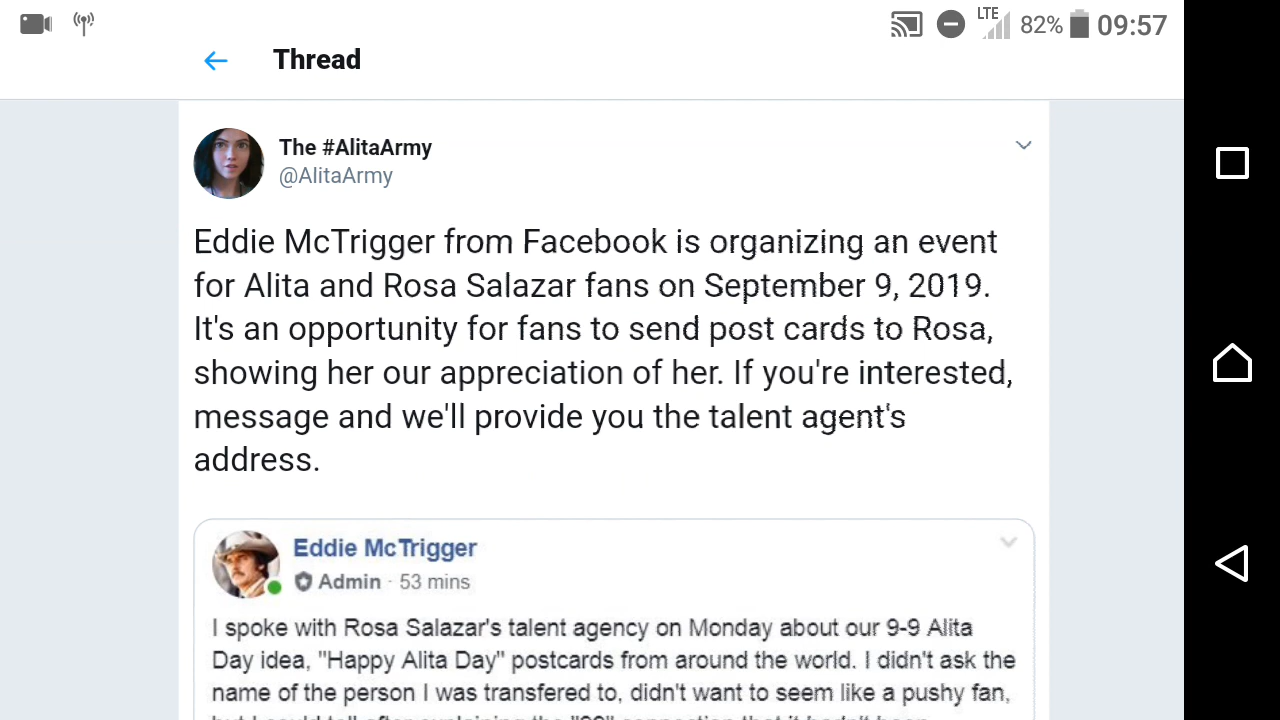 LTE 82% 09:57
Thread
The #AlitaArmy
@AlitaArmy
Eddie McTrigger from Facebook is organizing an event
for Alita and Rosa Salazar fans on September 9, 2019.
It's an opportunity for fans to send post cards to Rosa,
showing her our appreciation of her. If you're interested,
message and we'll provide you the talent agent's
address.
Eddie McTrigger
Admin · 53 mins
I spoke with Rosa Salazar's talent agency on Monday about our 9-9 Alita
Day idea, "Happy Alita Day" postcards from around the world. I didn't ask the
name of the person I was transfered to, didn't want to seem like a pushy fan,